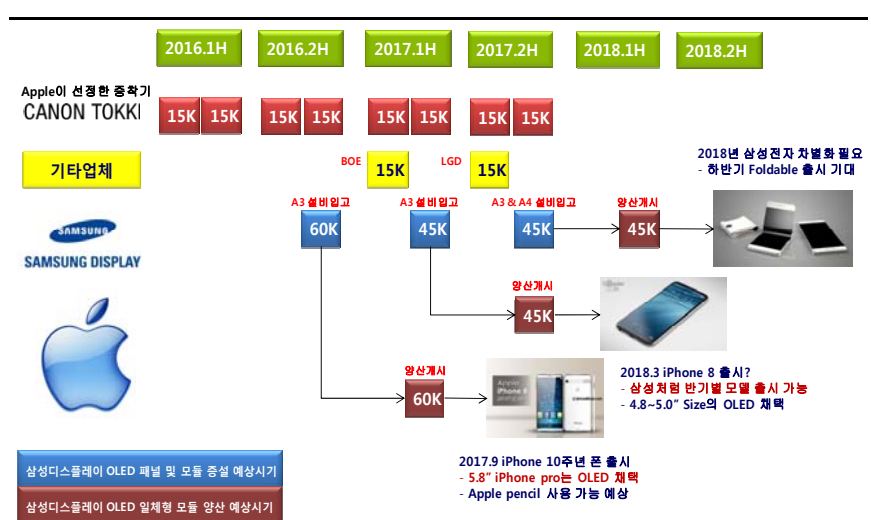 2016.1H 2016.2H 2017.1H 2017.2H 2018.1H 2018.2H
Apple이 선정한 증착기
CANON TOKKI
15K 15K 15K 15K 15K 15K 15K 15K
기타업체
BOE 15K LGD 15K
2018년 삼성전자 차별화 필요
- 하반기 Foldable 출시 기대
A3 설비입고 A3 설비입고 A3 & A4 설비입고 양산개시
60K 45K 45K 45K
SAMSUNG
SAMSUNG DISPLAY
양산개시
45K
양산개시
60K
2018.3 iPhone 8 출시?
- 삼성처럼 반기별 모델 출시 가능
- 4.8~5.0" Size의 OLED 채택
2017.9 iPhone 10주년 폰 출시
- 5.8" iPhone pro는 OLED 채택
- Apple pencil 사용 가능 예상
삼성디스플레이 OLED 패널 및 모듈 증설 예상시기
삼성디스플레이 OLED 일체형 모듈 양산 예상시기